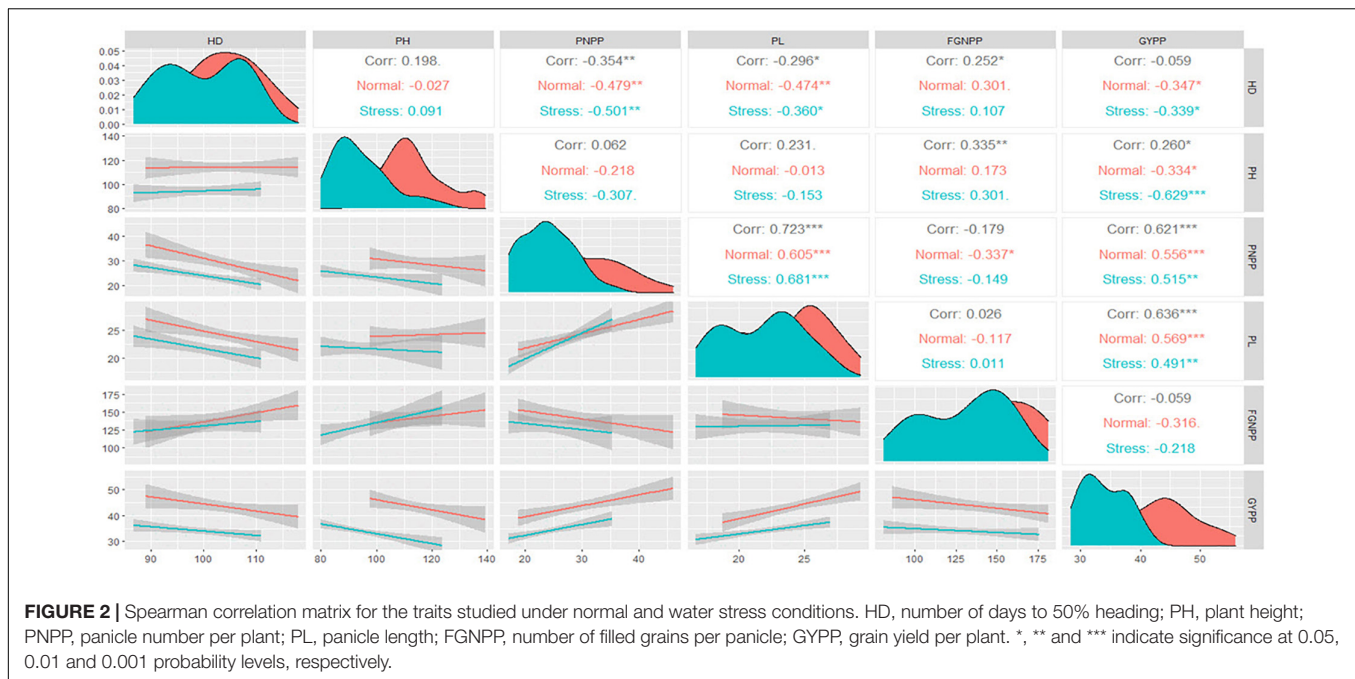 HD PH PNPP PL FGNPP GYPP
0.05
0.04
0.03
0.02
0.01
0.00
Corr: 0.198.
Normal: -0.027
Stress: 0.091
Corr: -0.354**
Normal: -0.479**
Stress: -0.501**
Corr: -0.296*
Normal: -0.474**
Stress: -0.360*
Corr: 0.252*
Normal: 0.301.
Stress: 0.107
Corr: -0.059
Normal: -0.347*
Stress: -0.339*
HD
140
120
100
80
Corr: 0.062
Normal: -0.218
Stress: -0.307.
Corr: 0.231.
Normal: -0.013
Stress: -0.153
Corr: 0.335**
Normal: 0.173
Stress: 0.301.
Corr: 0.260*
Normal: -0.334*
Stress: -0.629***
PH
40
30
20
Corr: 0.723***
Normal: 0.605***
Stress: 0.681***
Corr: -0.179
Normal: -0.337*
Stress: -0.149
Corr: 0.621***
Normal: 0.556***
Stress: 0.515**
PNPP
25
20
Corr: 0.026
Normal: -0.117
Stress: 0.011
Corr: 0.636***
Normal: 0.569***
Stress: 0.491**
PL
175
150
125
100
Corr: -0.059
Normal: -0.316.
Stress: -0.218
FGNPP
50
40
30
GYPP
90 100 110
80 100 120 140
20 30 40
20 25
100 125 150 175
30 40 50
FIGURE 2 | Spearman correlation matrix for the traits studied under normal and water stress conditions. HD, number of days to 50% heading; PH, plant height;
PNPP, panicle number per plant; PL, panicle length; FGNPP, number of filled grains per panicle; GYPP, grain yield per plant. *, ** and *** indicate significance at 0.05,
0.01 and 0.001 probability levels, respectively.